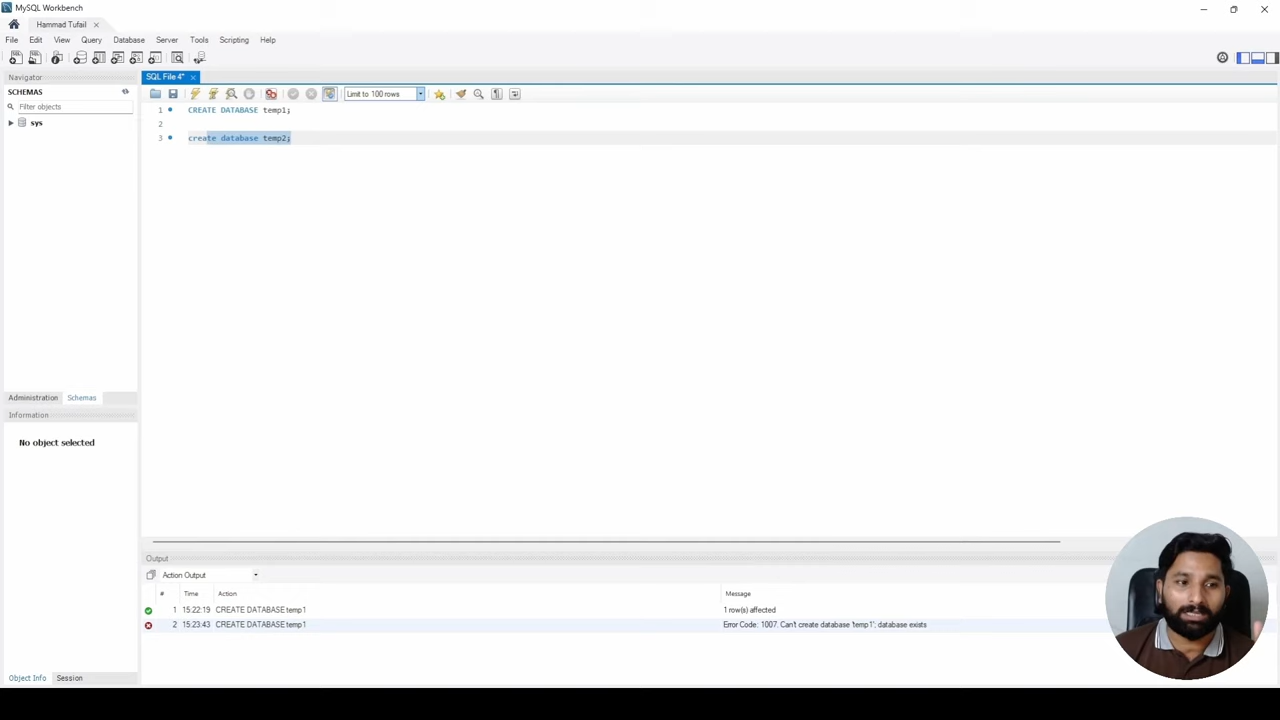 MySQL Workbench
Hammad Tufail
File Edit View Query Database Server Tools Scripting Help
Navigator
SCHEMAS
Filter objects
sys
Administration Schemas
Information
No object selected
Object Info Session
SQL File 4*
Limit to 100 rows
1 CREATE DATABASE temp1;
2
3 create database temp2;
Output
Action Output
# Time Action Message
1 15:22:19 CREATE DATABASE temp1 1 row(s) affected
2 15:23:43 CREATE DATABASE temp1 Error Code: 1007. Can't create database 'temp1'; database exists